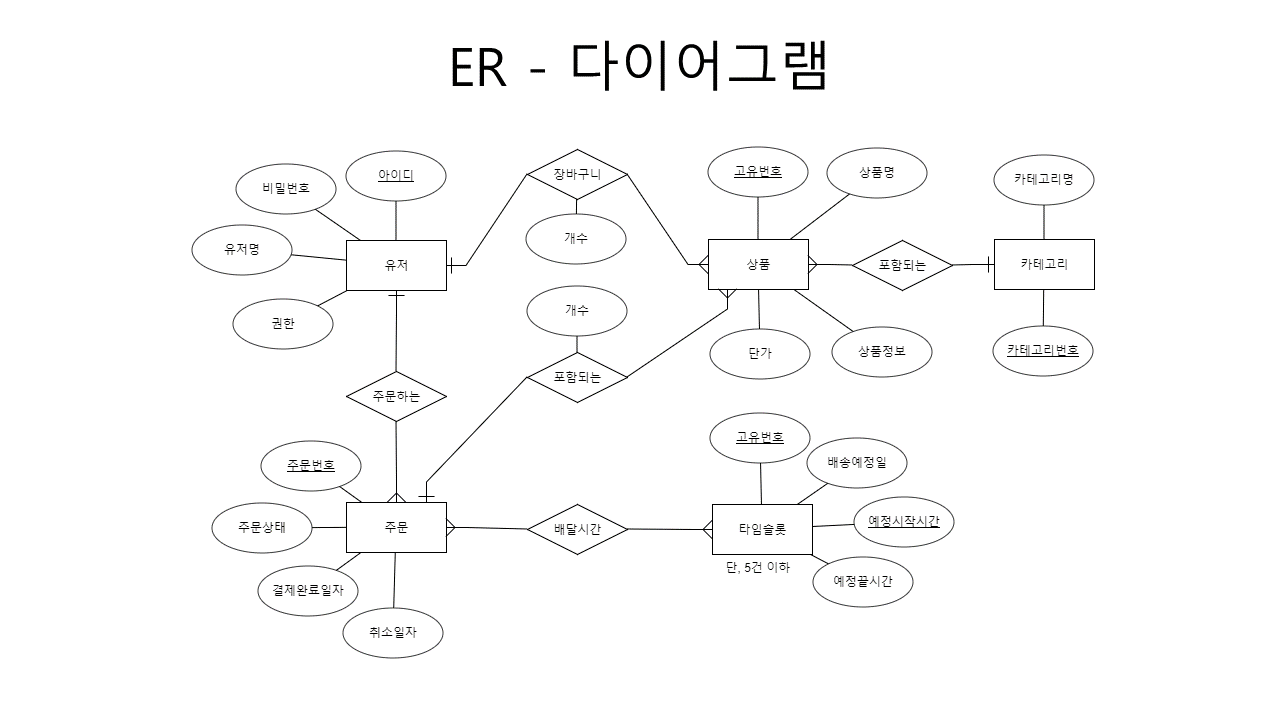 ER - 다이어그램
아이디
비밀번호
유저명
권한
유저
장바구니
개수
고유번호
상품명
상품
포함되는
카테고리명
카테고리
카테고리번호
단가
상품정보
개수
포함되는
주문하는
주문번호
주문상태
주문
결제완료일자
취소일자
배달시간
고유번호
배송예정일
타임슬롯
예정시작시간
단, 5건 이하
예정끝시간